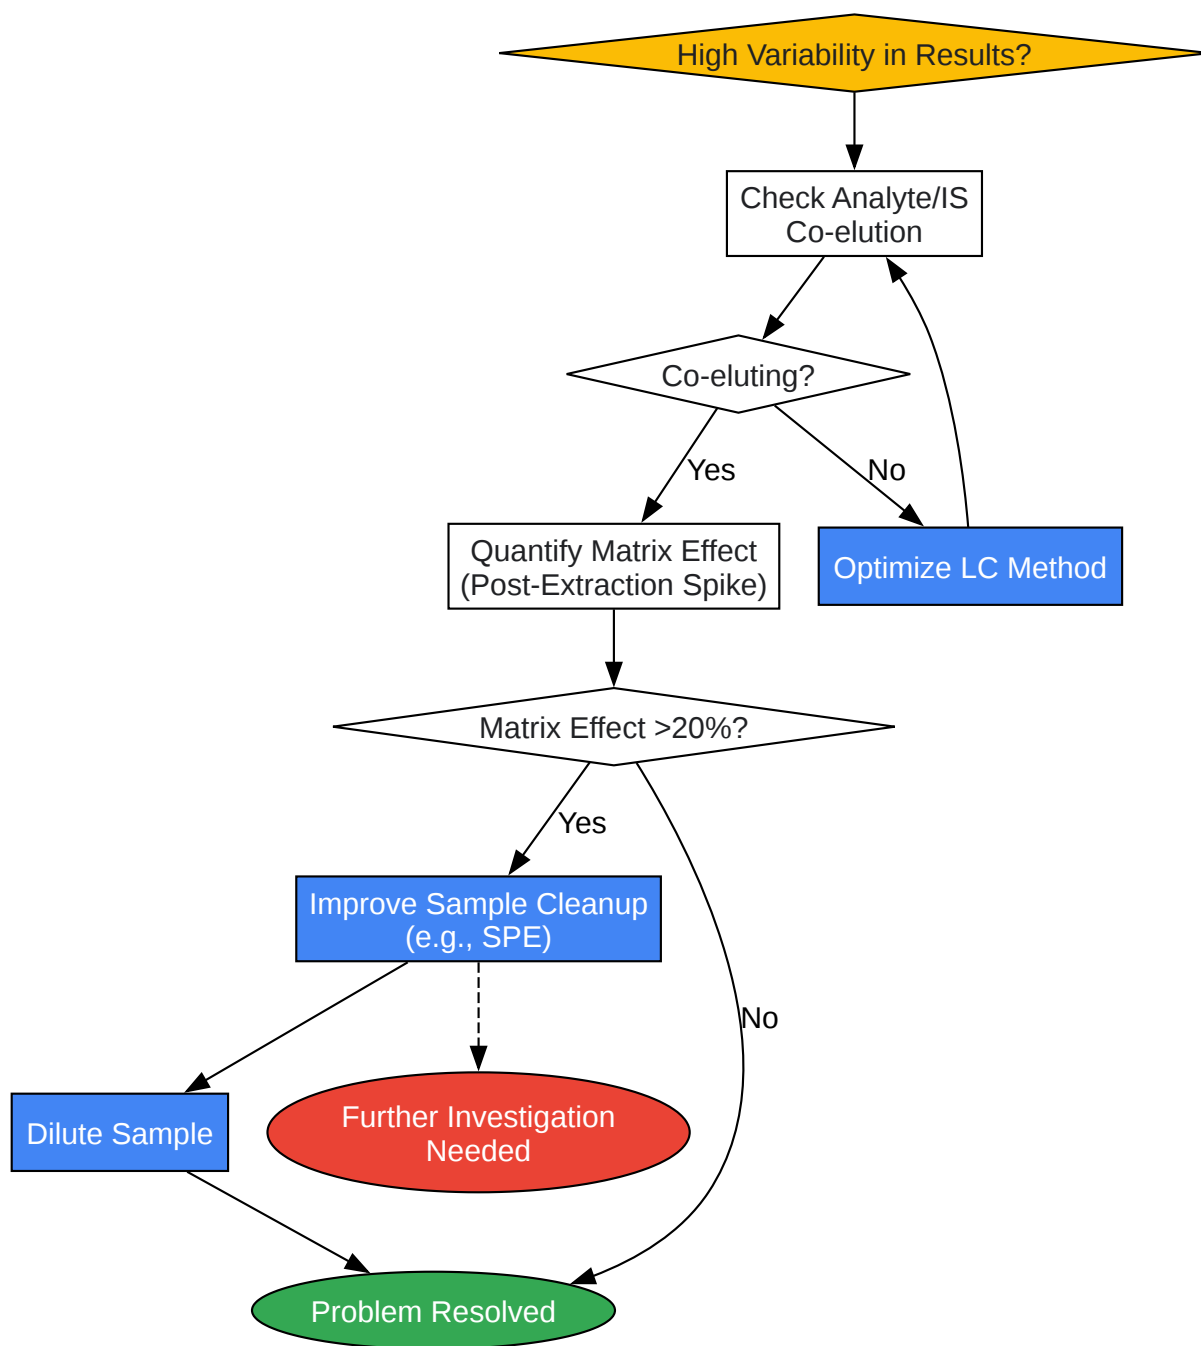 High Variability in Results?
Check Analyte/IS
Co-elution
Co-eluting?
Yes
No
Quantify Matrix Effect
(Post-Extraction Spike)
Optimize LC Method
Matrix Effect >20%?
Yes
Improve Sample Cleanup
(e.g., SPE)
No
Dilute Sample
Further Investigation
Needed
Problem Resolved